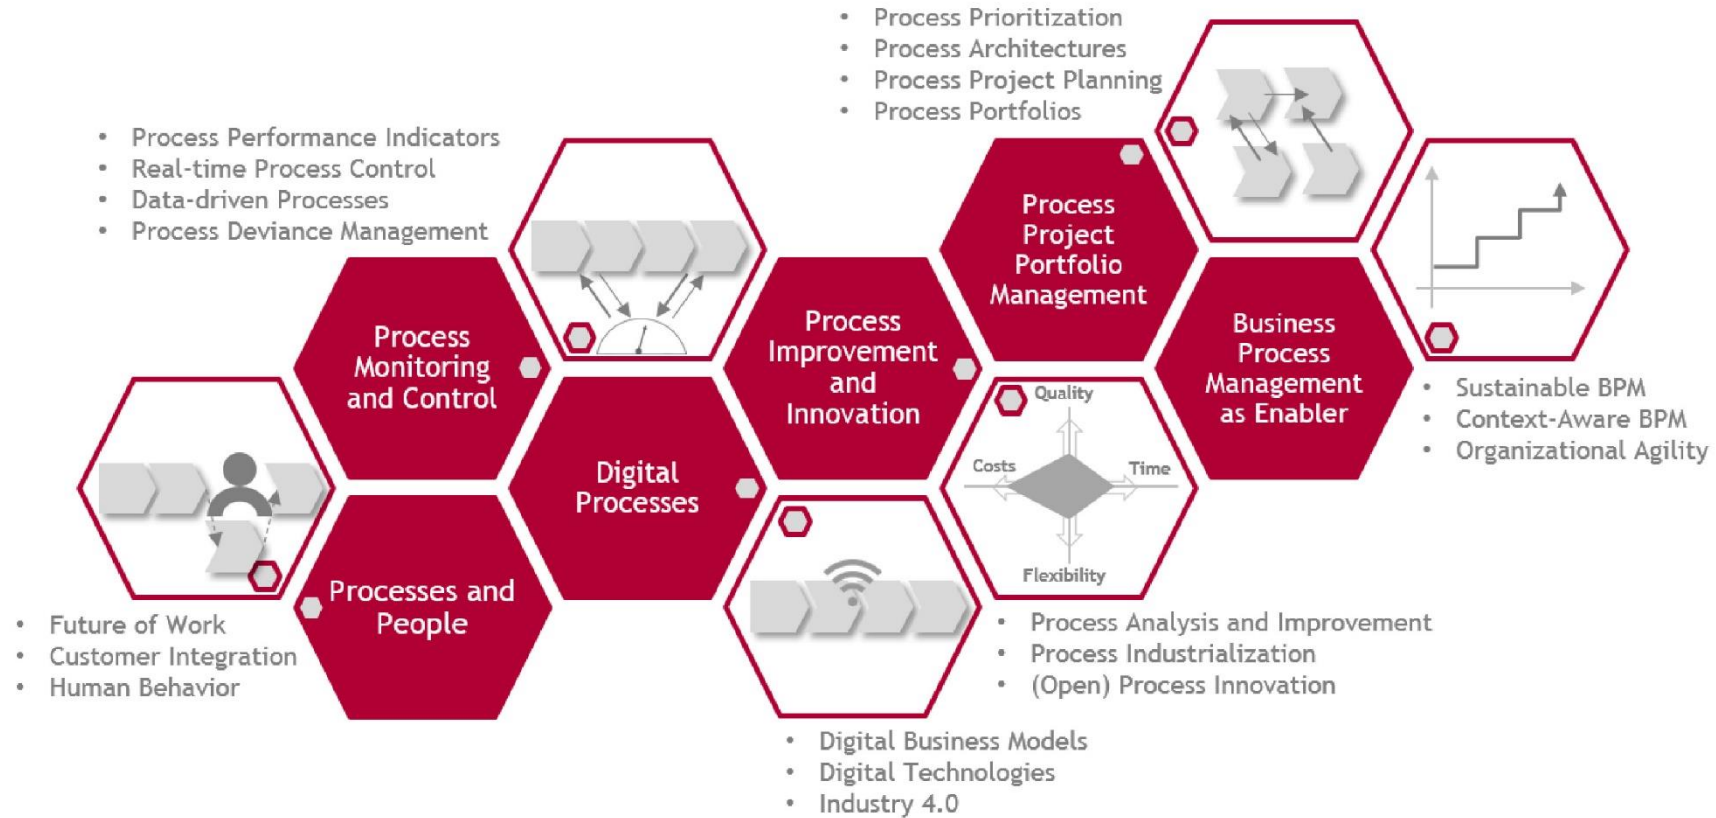 • Process Prioritization
• Process Architectures
• Process Project Planning
• Process Portfolios
• Process Performance Indicators
• Real-time Process Control
• Data-driven Processes
• Process Deviance Management
Process
Project
Portfolio
Management
Process
Monitoring
and Control
Process
Improvement
and
Innovation
Business
Process
Management
as Enabler
• Sustainable BPM
• Context-Aware BPM
• Organizational Agility
Quality
Costs
Time
Flexibility
Digital
Processes
Processes and
People
• Future of Work
• Customer Integration
• Human Behavior
• Process Analysis and Improvement
• Process Industrialization
• (Open) Process Innovation
• Digital Business Models
• Digital Technologies
• Industry 4.0